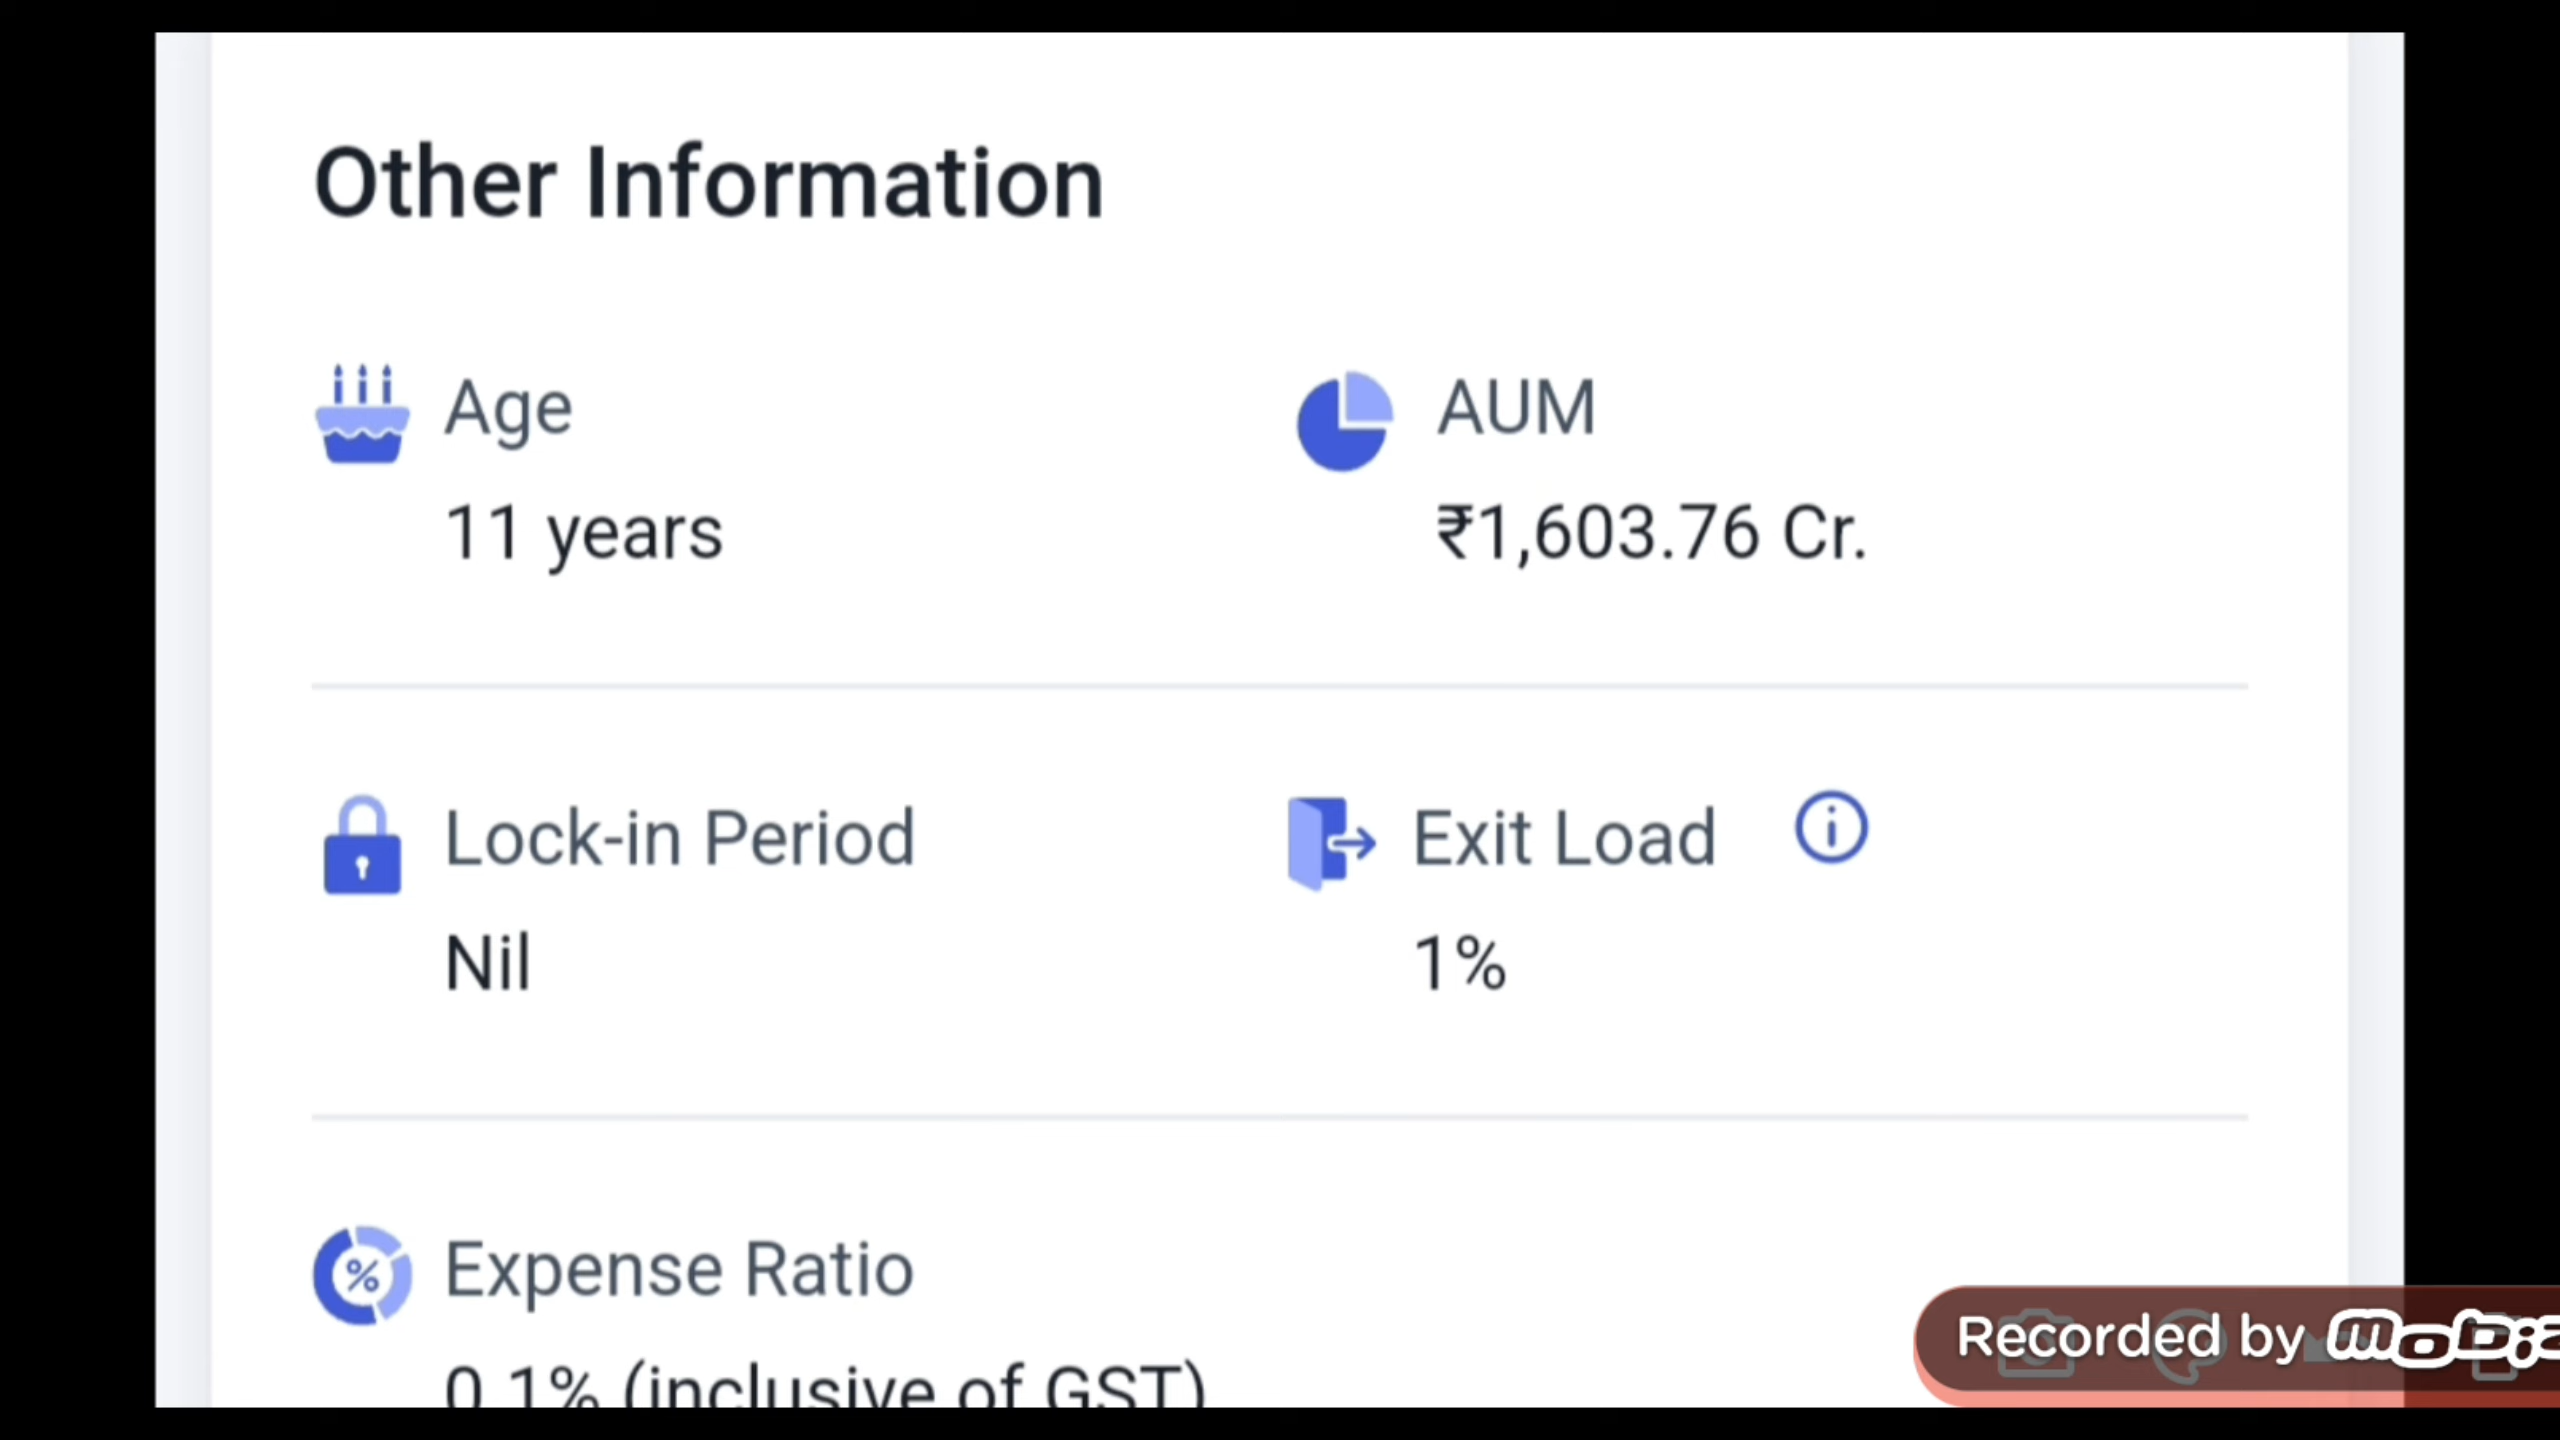 Other Information
Age
11 years
AUM
₹1,603.76 Cr.
Lock-in Period
Nil
Exit Load
1%
Expense Ratio
0.1% (inclusive of GST)
Recorded by